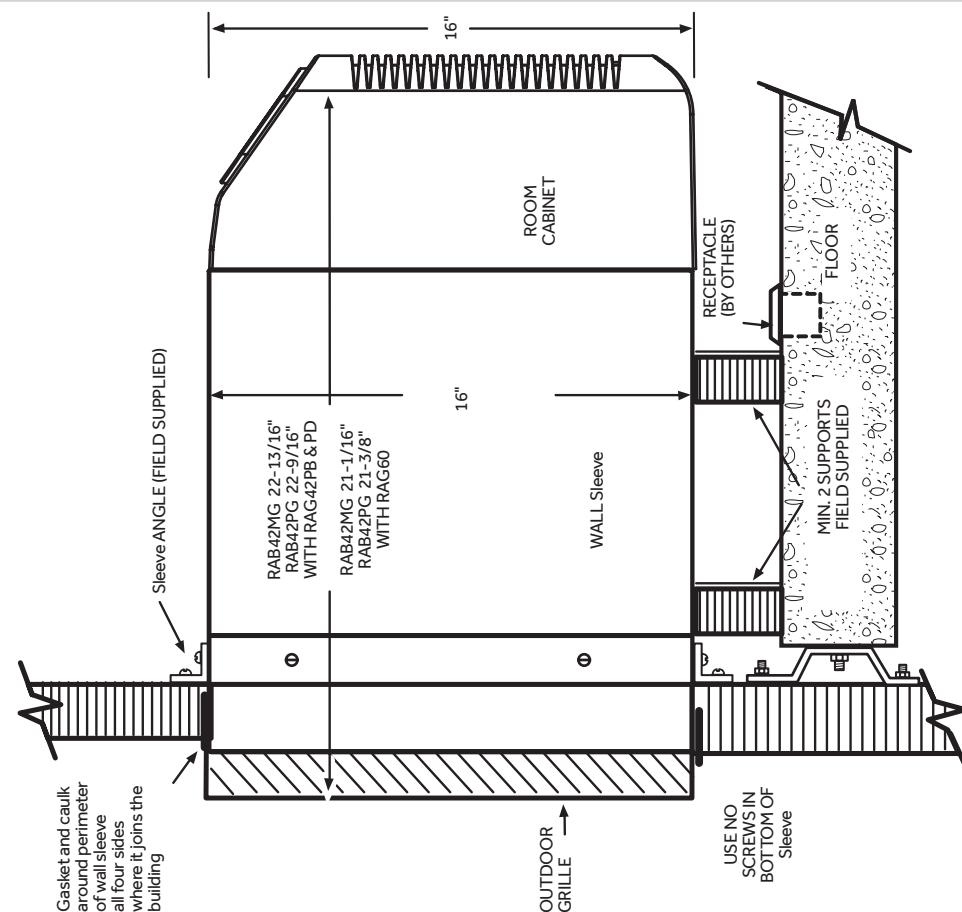 16"
ROOM
CABINET
RECEPTACLE
(BY OTHERS)
FLOOR
Sleeve ANGLE (FIELD SUPPLIED)
16"
RAB42MG 22-13/16"
RAB42PG 22-9/16"
WITH RAG42PB & PD
RAB42MG 21-1/16"
RAB42PG 21-3/8"
WITH RAG60
WALL Sleeve
MIN. 2 SUPPORTS
FIELD SUPPLIED
Gasket and caulk
around perimeter
of wall sleeve
all four sides
where it joins the
building
OUTDOOR
GRILLE
USE NO
SCREWS IN
BOTTOM OF
Sleeve